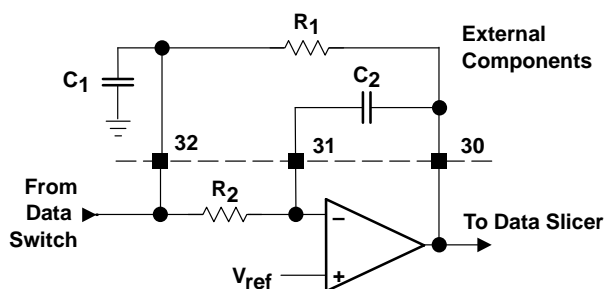 R1
External
Components
C1
C2
32
31
30
From
Data
Switch
R2
−
To Data Slicer
Vref
+